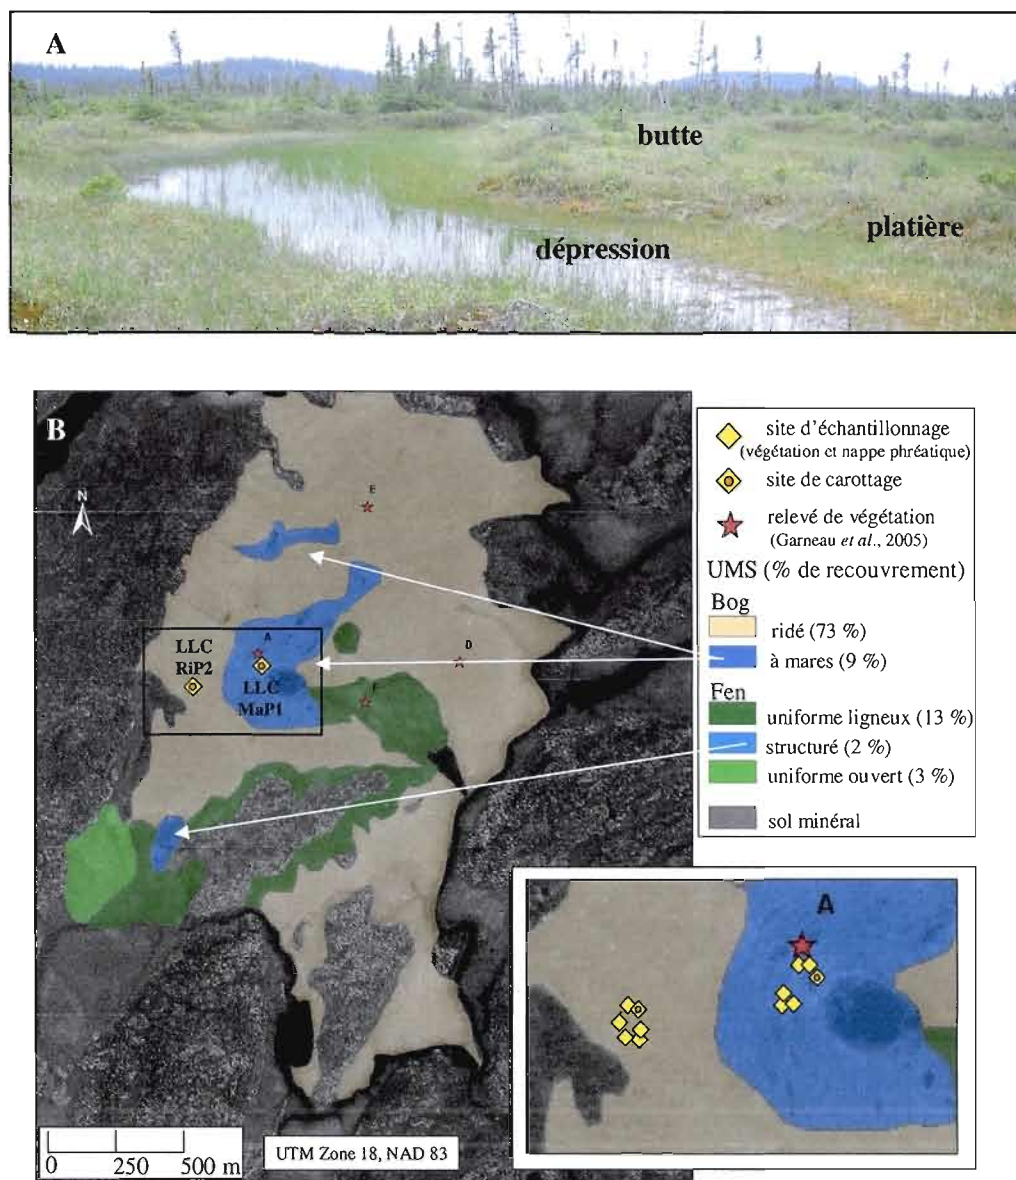 A
butte
platière
dépression
B
N
E
A
D
F
LLC
RiP2
LLC
MaP1
site d'échantillonnage
(végétation et nappe phréatique)
site de carottage
relevé de végétation
(Garneau et al., 2005)
UMS (% de recouvrement)
Bog
ridé (73 %)
à mares (9 %)
Fen
uniforme ligneux (13 %)
structuré (2 %)
uniforme ouvert (3 %)
sol minéral
A
0 250 500 m
UTM Zone 18, NAD 83